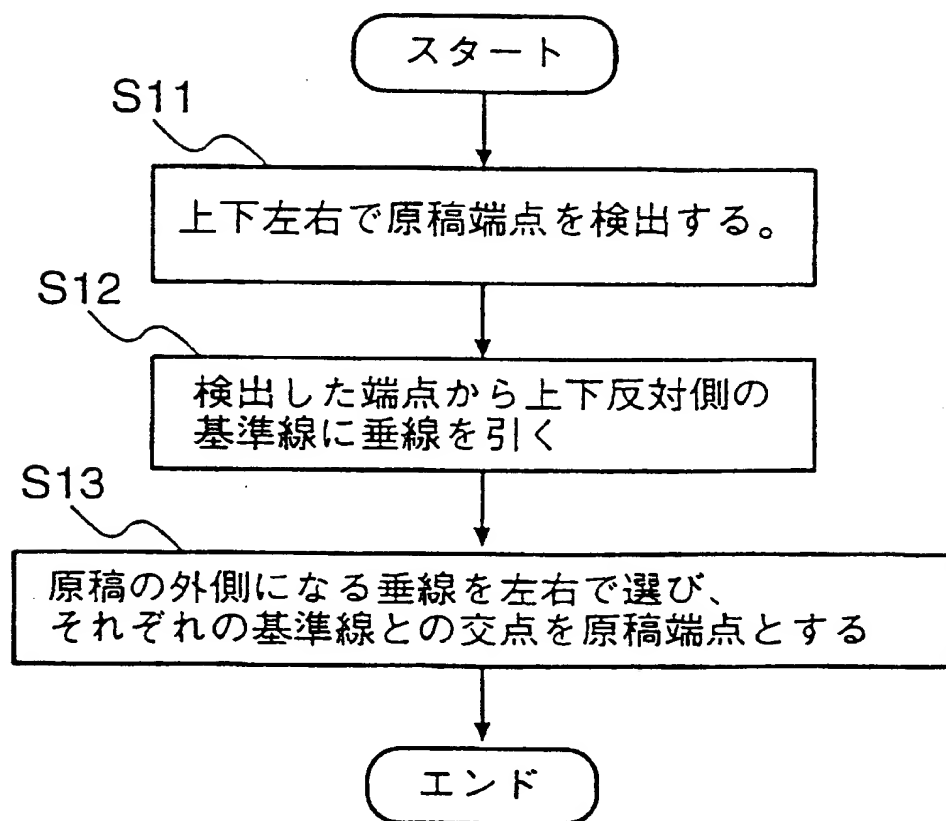 スタート
S11
上下左右で原稿端点を検出する。
S12
検出した端点から上下反対側の
基準線に垂線を引く
S13
原稿の外側になる垂線を左右で選び、
それぞれの基準線との交点を原稿端点とする
エンド